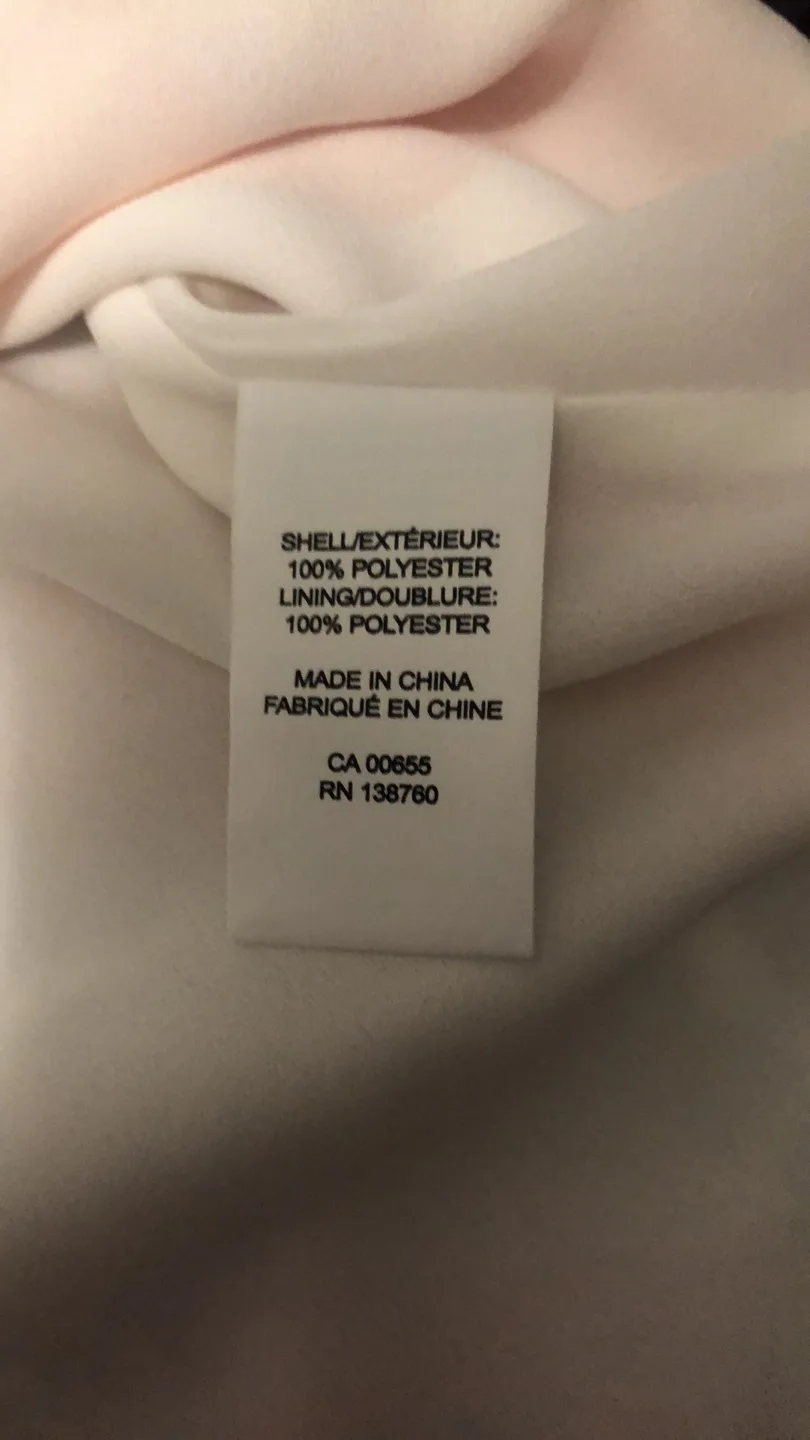 SHELL/EXTÉRIEUR:
100% POLYESTER
LINING/DOUBLURE:
100% POLYESTER
MADE IN CHINA
FABRIQUÉ EN CHINE
CA 00655
RN 138760